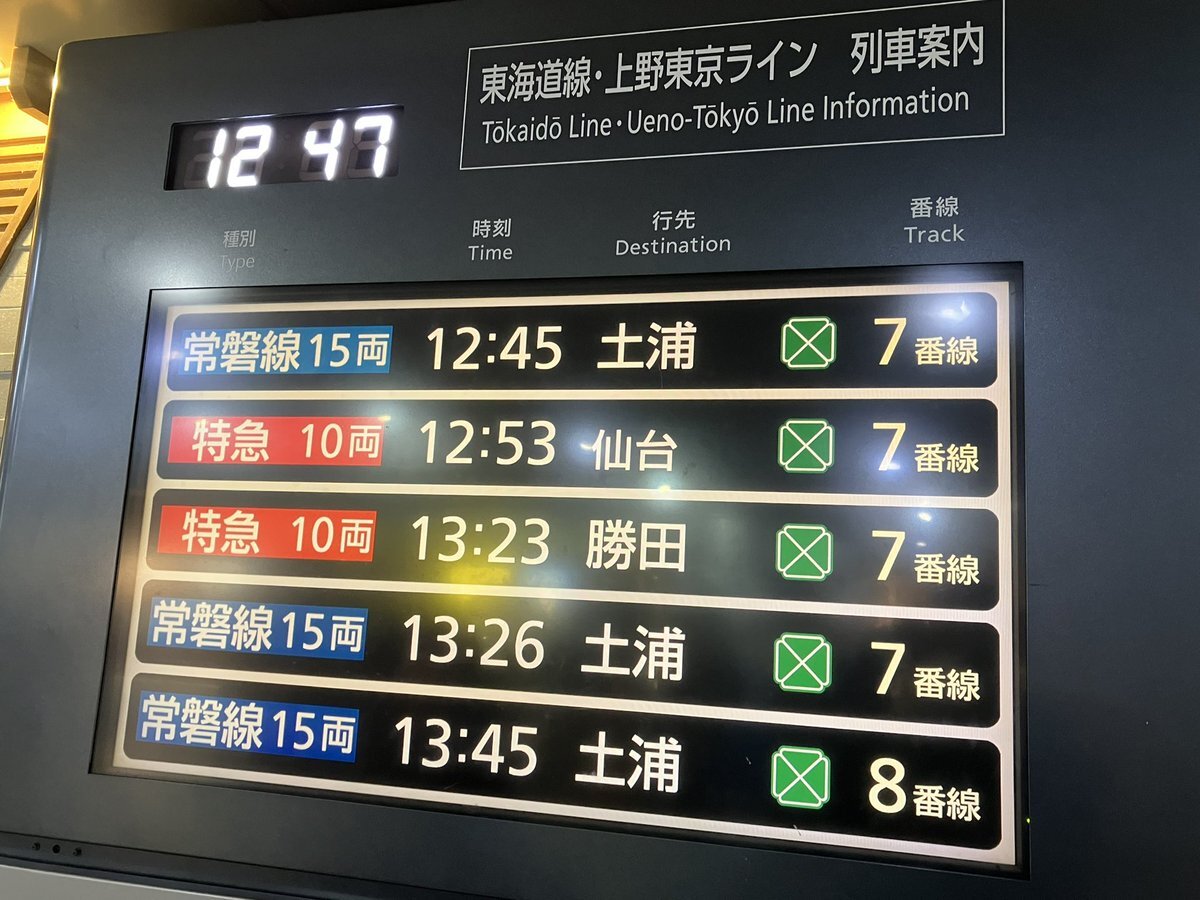 東海道線・上野東京ライン 列車案内
Tōkaidō Line・Ueno-Tōkyō Line Information
12 47
種別 時刻 行先 番線
Type Time Destination Track
常磐線15両 12:45 土浦 7番線
特急 10両 12:53 仙台 7番線
特急 10両 13:23 勝田 7番線
常磐線15両 13:26 土浦 7番線
常磐線15両 13:45 土浦 8番線